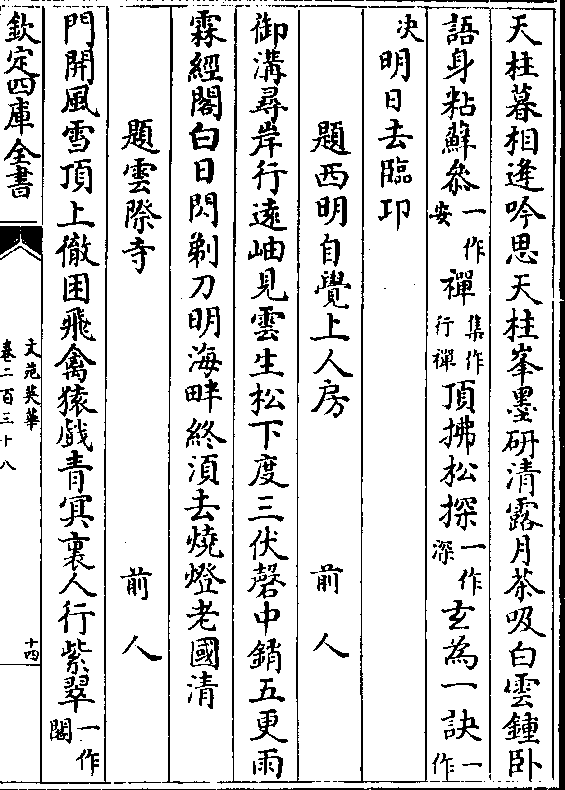 天柱暮相逢吟思天柱峯墨研清露月茶吸白雲鍾卧
語身粘蘚叅一作安禪集作行禪頂拂松探一作深玄為一訣一作
决明日去臨卭
題西明自覺上人房 前人
御溝尋岸行逺岫見雲生松下度三伏磬中銷五更雨
霖經閣白日閃剃刀明海畔終湏去燒燈老國清
題雲際寺 前人
門開風雪頂上徹困飛禽猿戲青冥裏人行紫翠一作閣
欽定四庫全書
文苑英華
卷二百三十八
十四